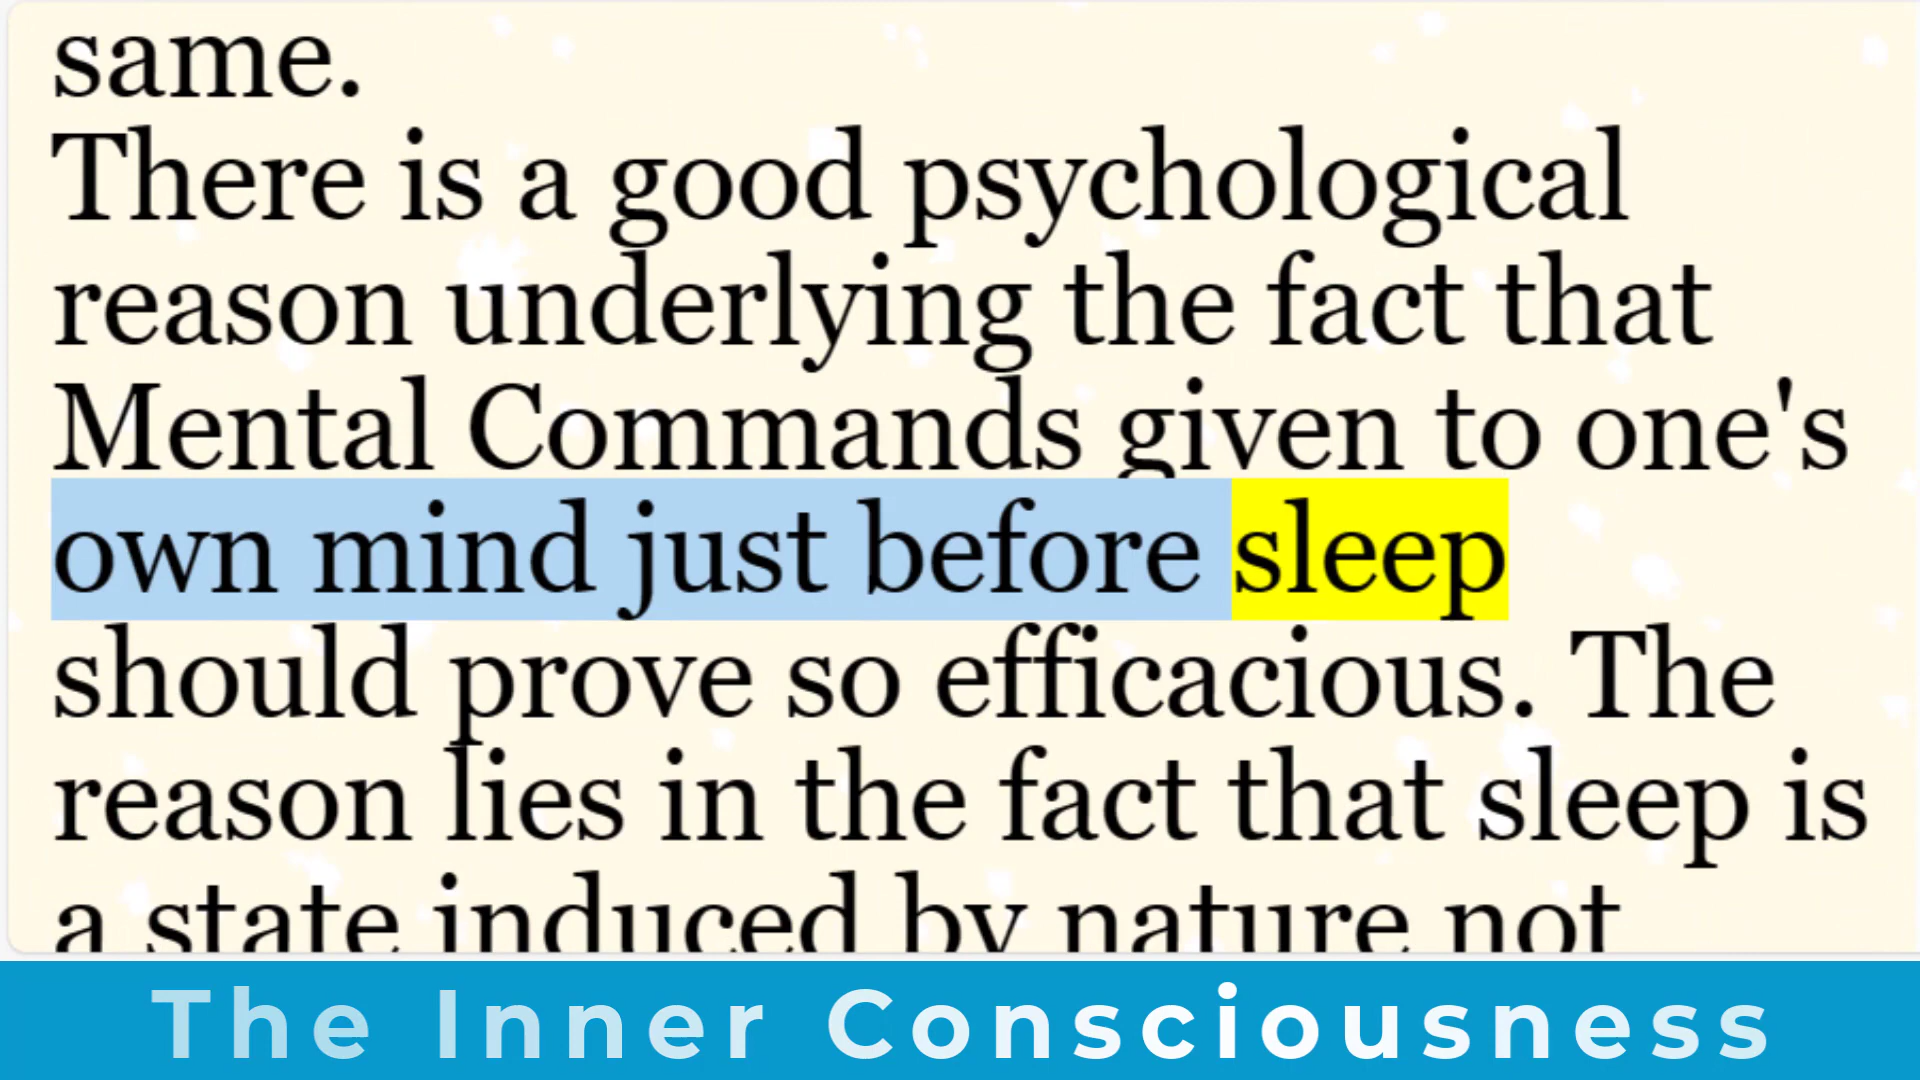 same.
There is a good psychological
reason underlying the fact that
Mental Commands given to one's
own mind just before sleep
should prove so efficacious. The
reason lies in the fact that sleep is
a state induced by nature not
The Inner Consciousness